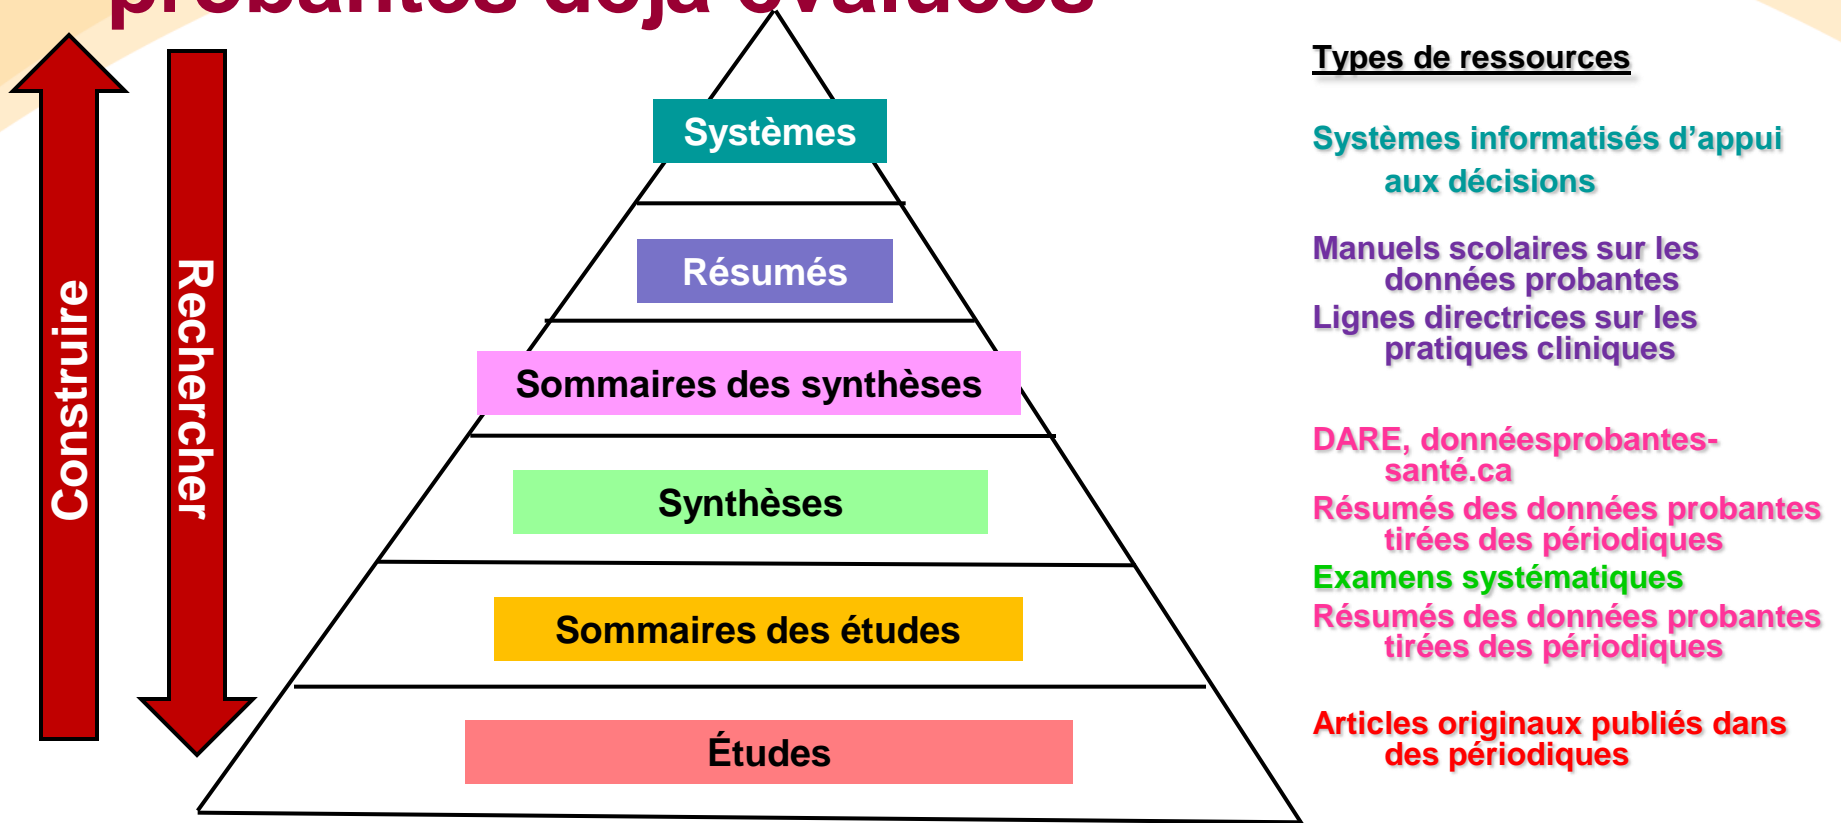 probantes déjà évaluées
Construire
Rechercher
Systèmes
Résumés
Sommaires des synthèses
Synthèses
Sommaires des études
Études
Types de ressources
Systèmes informatisés d’appui
aux décisions
Manuels scolaires sur les
données probantes
Lignes directrices sur les
pratiques cliniques
DARE, donnéesprobantes-
santé.ca
Résumés des données probantes
tirées des périodiques
Examens systématiques
Résumés des données probantes
tirées des périodiques
Articles originaux publiés dans
des périodiques